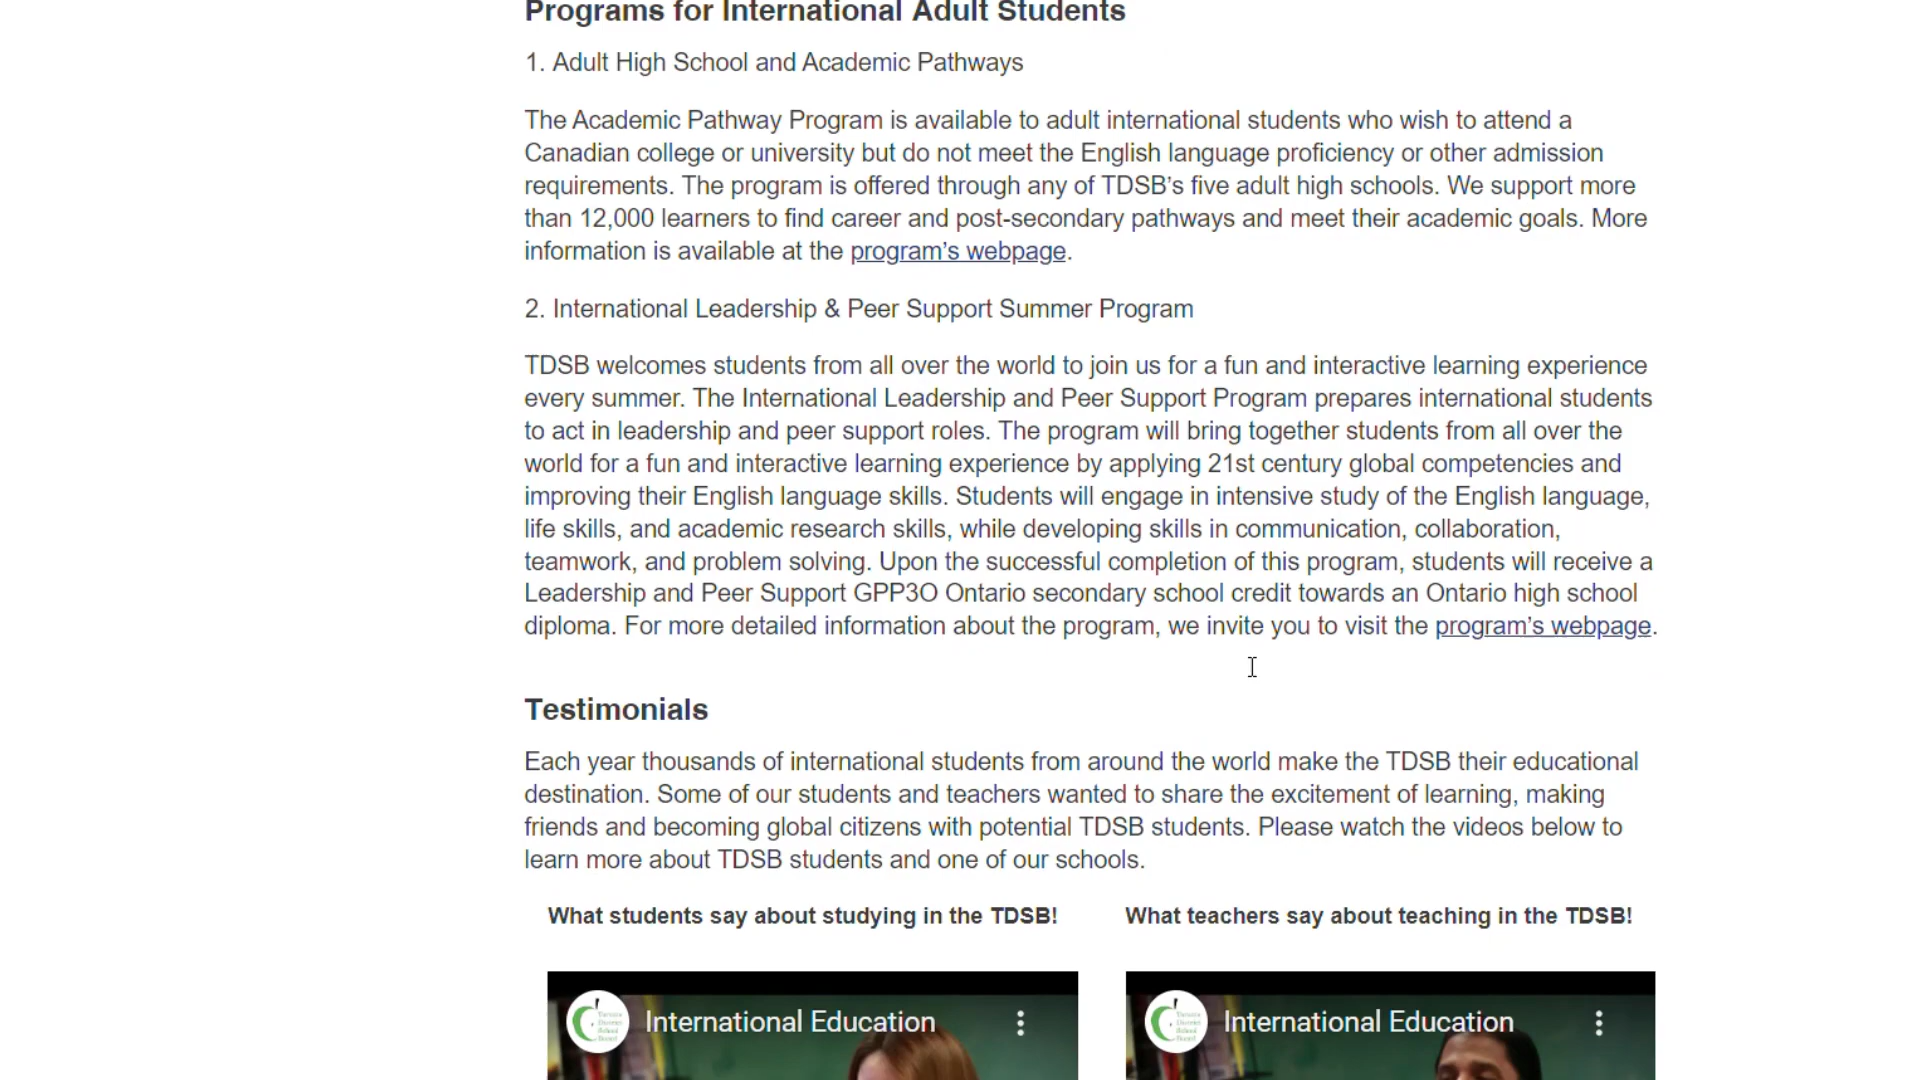 Programs for International Adult Students
1. Adult High School and Academic Pathways
The Academic Pathway Program is available to adult international students who wish to attend a
Canadian college or university but do not meet the English language proficiency or other admission
requirements. The program is offered through any of TDSB’s five adult high schools. We support more
than 12,000 learners to find career and post-secondary pathways and meet their academic goals. More
information is available at the program’s webpage.
2. International Leadership & Peer Support Summer Program
TDSB welcomes students from all over the world to join us for a fun and interactive learning experience
every summer. The International Leadership and Peer Support Program prepares international students
to act in leadership and peer support roles. The program will bring together students from all over the
world for a fun and interactive learning experience by applying 21st century global competencies and
improving their English language skills. Students will engage in intensive study of the English language,
life skills, and academic research skills, while developing skills in communication, collaboration,
teamwork, and problem solving. Upon the successful completion of this program, students will receive a
Leadership and Peer Support GPP3O Ontario secondary school credit towards an Ontario high school
diploma. For more detailed information about the program, we invite you to visit the program’s webpage.
Testimonials
Each year thousands of international students from around the world make the TDSB their educational
destination. Some of our students and teachers wanted to share the excitement of learning, making
friends and becoming global citizens with potential TDSB students. Please watch the videos below to
learn more about TDSB students and one of our schools.
What students say about studying in the TDSB!
What teachers say about teaching in the TDSB!
Toronto
District
School
Board
International Education
Toronto
District
School
Board
International Education